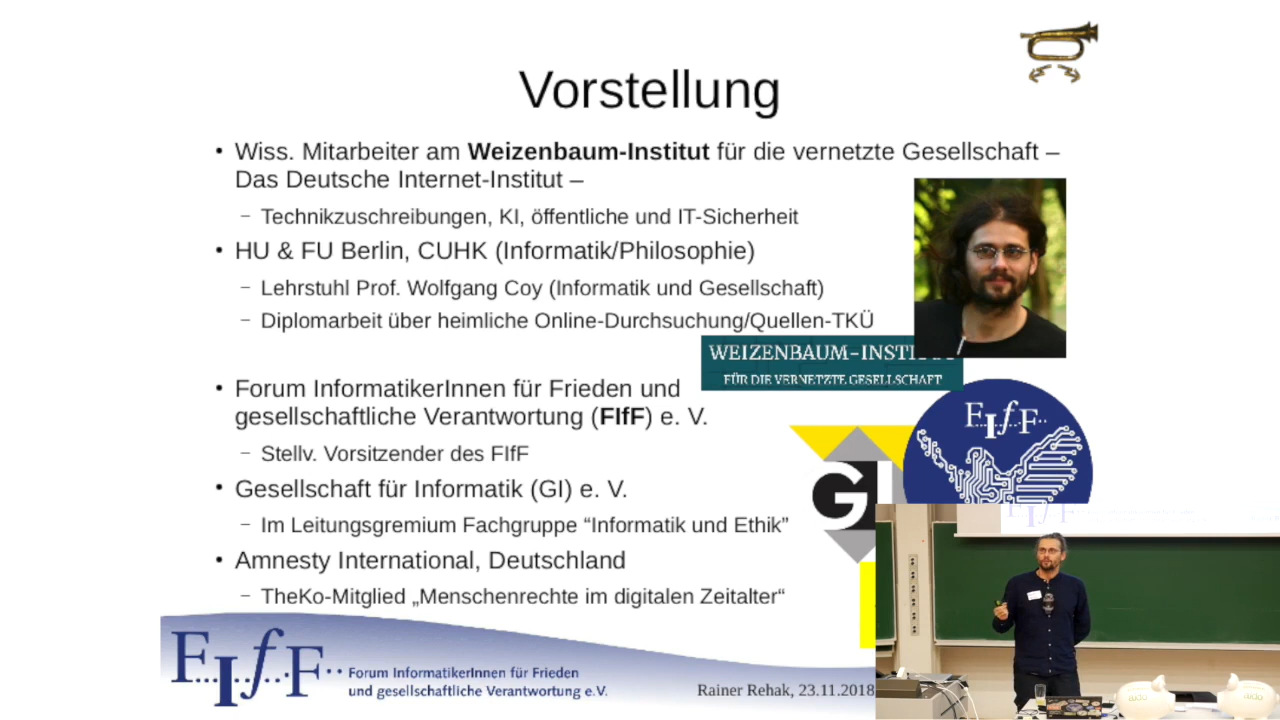 Vorstellung
• Wiss. Mitarbeiter am Weizenbaum-Institut für die vernetzte Gesellschaft –
Das Deutsche Internet-Institut –
– Technikzuschreibungen, KI, öffentliche und IT-Sicherheit
• HU & FU Berlin, CUHK (Informatik/Philosophie)
– Lehrstuhl Prof. Wolfgang Coy (Informatik und Gesellschaft)
– Diplomarbeit über heimliche Online-Durchsuchung/Quellen-TKÜ
WEIZENBAUM-INSTI
FÜR DIE VERNETZTE GESELLSCHAFT
• Forum InformatikerInnen für Frieden und
gesellschaftliche Verantwortung (FIfF) e. V.
– Stellv. Vorsitzender des FIfF
FIfF
• Gesellschaft für Informatik (GI) e. V.
GI
– Im Leitungsgremium Fachgruppe “Informatik und Ethik”
• Amnesty International, Deutschland
– TheKo-Mitglied „Menschenrechte im digitalen Zeitalter“
FIfF
Forum InformatikerInnen für Frieden
und gesellschaftliche Verantwortung e.V.
Rainer Rehak, 23.11.2018